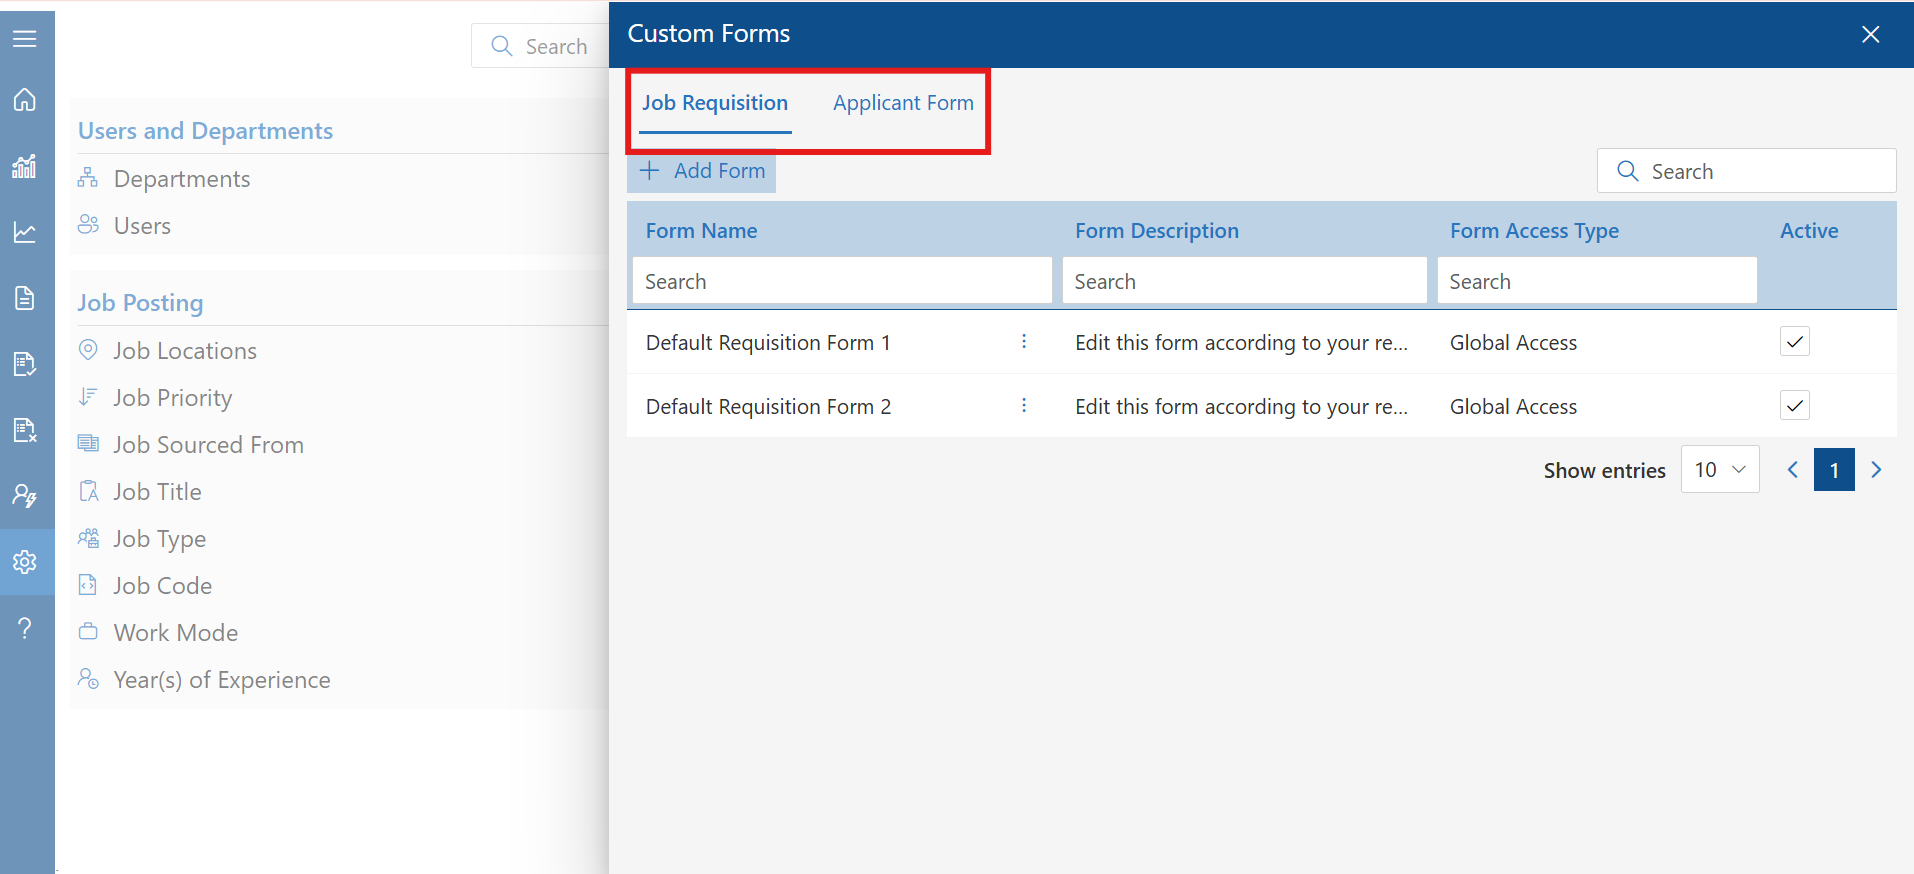 Search
Users and Departments
Departments
Users
Job Posting
Job Locations
Job Priority
Job Sourced From
Job Title
Job Type
Job Code
Work Mode
Year(s) of Experience
Custom Forms
Job Requisition Applicant Form
+ Add Form Search
Form Name Form Description Form Access Type Active
Search Search Search
Default Requisition Form 1 Edit this form according to your re... Global Access
Default Requisition Form 2 Edit this form according to your re... Global Access
Show entries 10 < 1 >